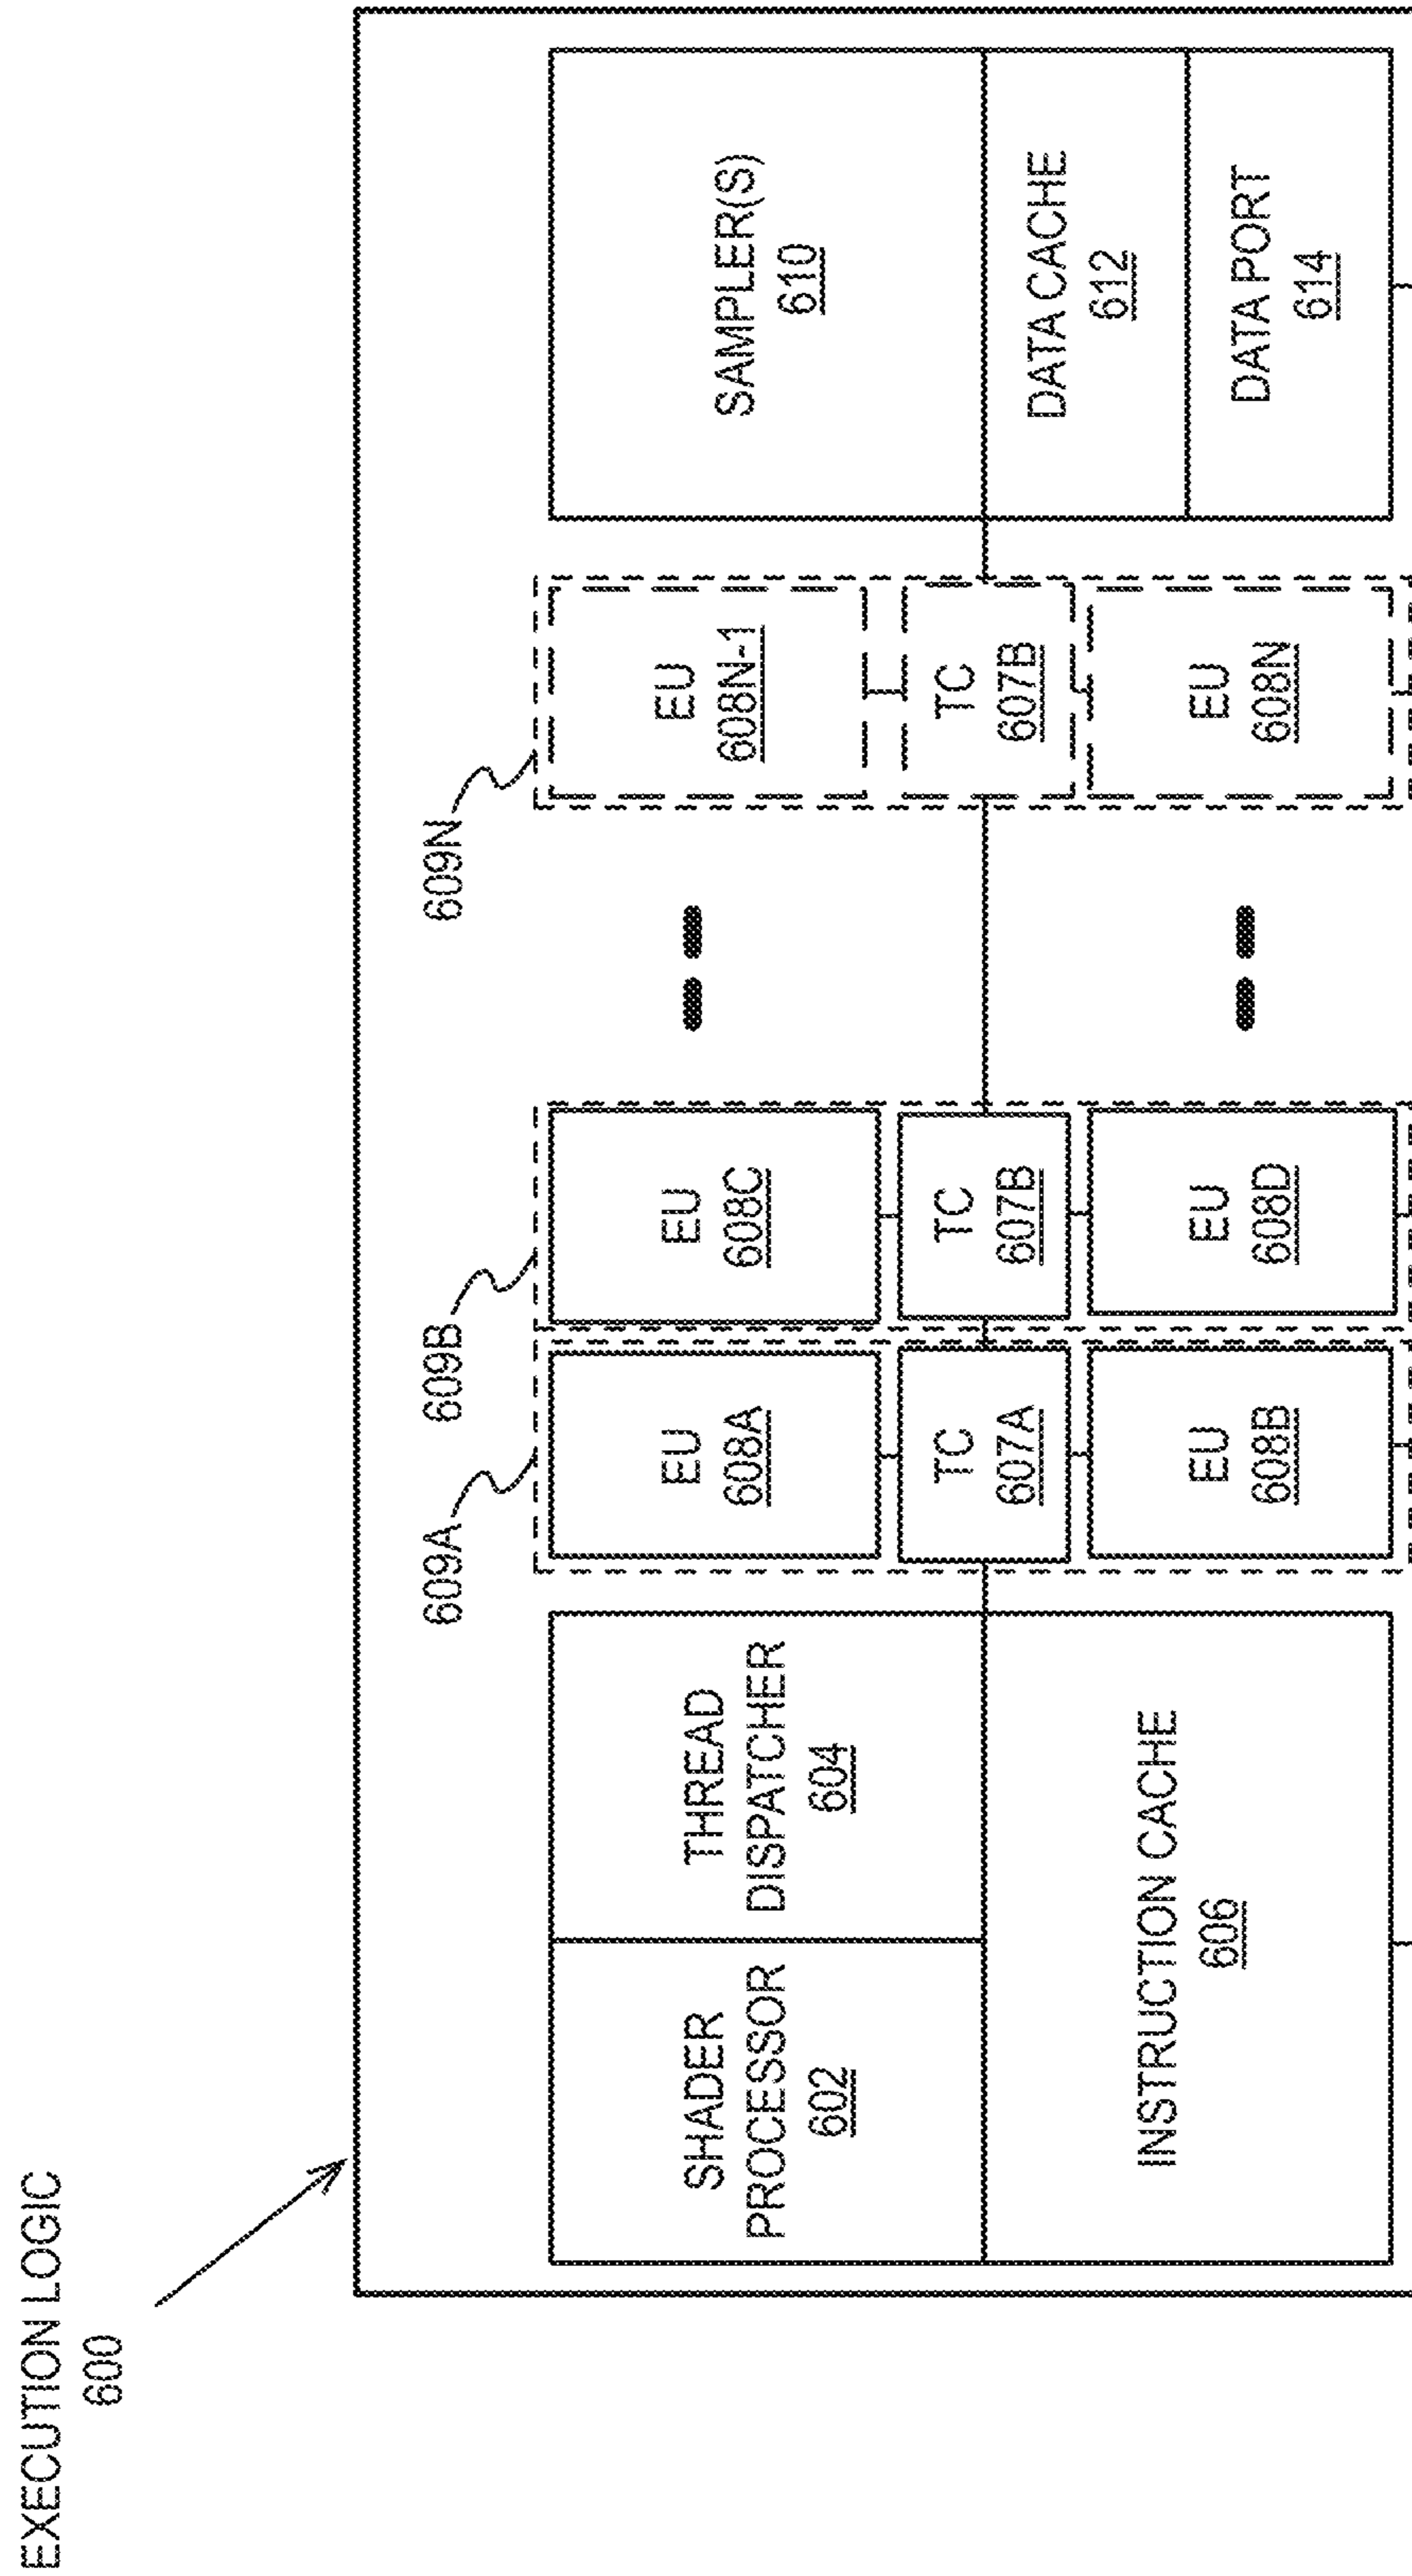 EXECUTION LOGIC
600
609A
609B
609N
SHADER
PROCESSOR
602
THREAD
DISPATCHER
604
INSTRUCTION CACHE
606
EU
608A
TC
607A
EU
608B
EU
608C
TC
607B
EU
608D
EU
608N-1
TC
607B
EU
608N
SAMPLER(S)
610
DATA CACHE
612
DATA PORT
614